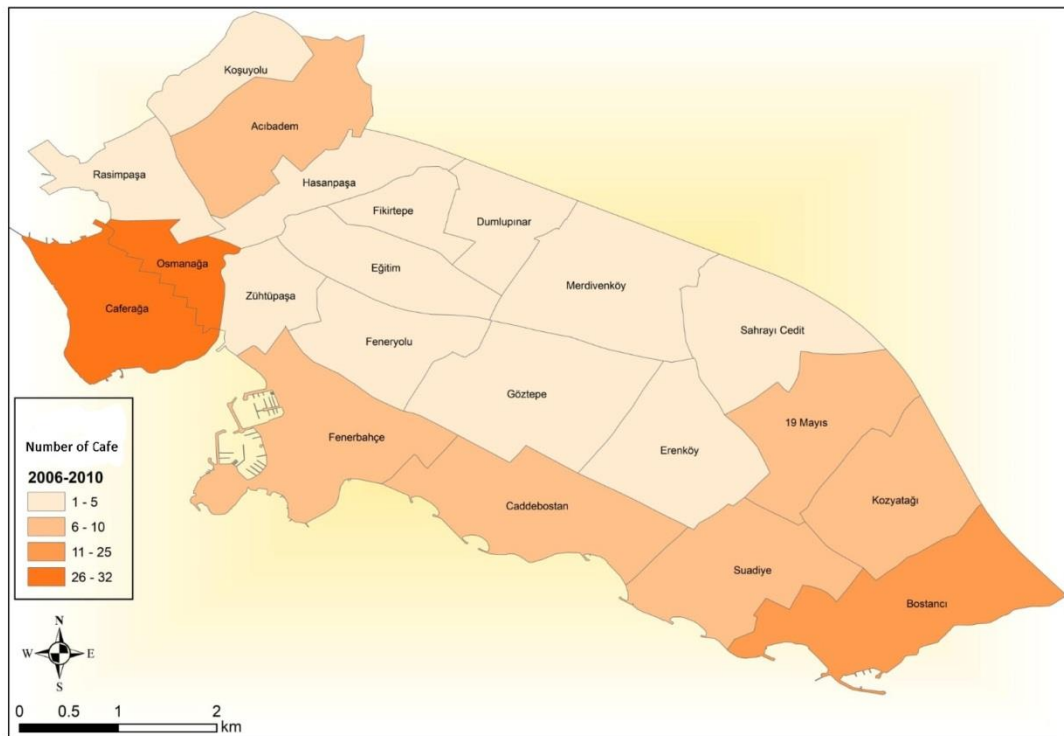 Koşuyolu
Acıbadem
Rasimpaşa
Hasanpaşa
Fikirtepe
Dumlupınar
Osmanağa
Eğitim
Merdivenköy
Caferağa
Zühtüpaşa
Sahrayı Cedit
Feneryolu
Göztepe
19 Mayıs
Fenerbahçe
Erenköy
Kozyatağı
Caddebostan
Suadiye
Bostancı
Number of Cafe
2006-2010
1 - 5
6 - 10
11 - 25
26 - 32
N
W E
S
0 0.5 1 2
km